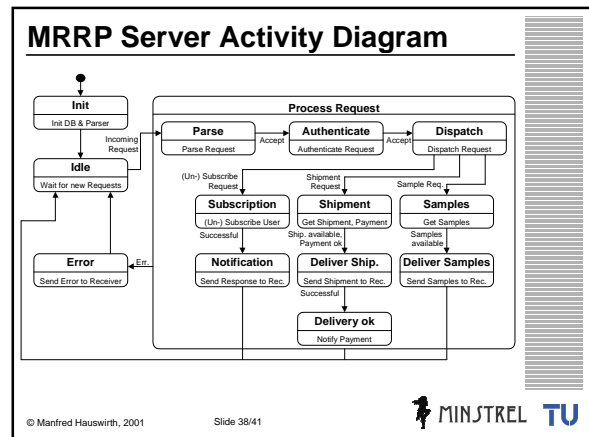 MRRP Server Activity Diagram
Init
Init DB & Parser
Incoming
Request
Idle
Wait for new Requests
Error
Send Error to Receiver
Err.
Process Request
Parse
Parse Request
Accept
Authenticate
Authenticate Request
Accept
Dispatch
Dispatch Request
(Un-) Subscribe
Request
Shipment
Request
Sample Req.
Subscription
(Un-) Subscribe User
Shipment
Get Shipment, Payment
Samples
Get Samples
Successful
Ship. available,
Payment ok
Samples
available
Notification
Send Response to Rec.
Deliver Ship.
Send Shipment to Rec.
Deliver Samples
Send Samples to Rec.
Successful
Delivery ok
Notify Payment
© Manfred Hauswirth, 2001
Slide 38/41
MINSTREL
TU